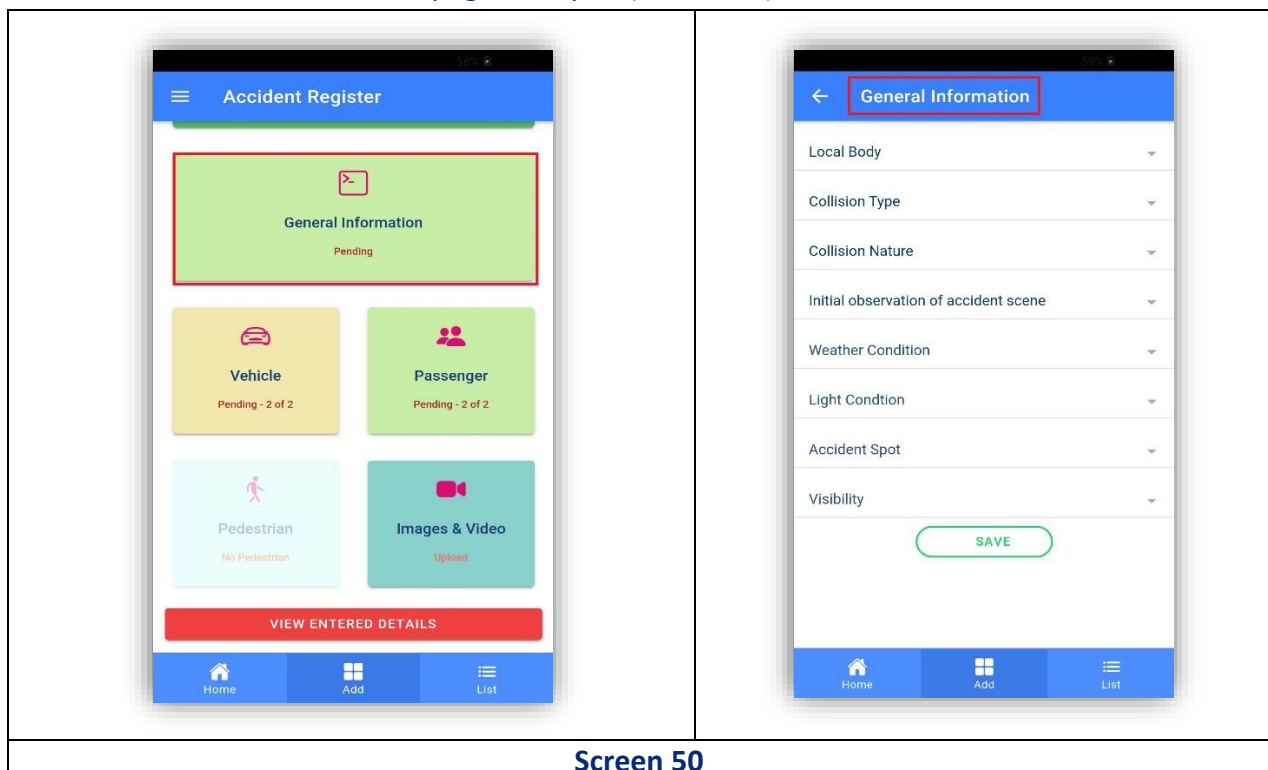 58%
Accident Register
General Information
Pending
Vehicle
Pending - 2 of 2
Passenger
Pending - 2 of 2
Pedestrian
No Pedestrian
Images & Video
Upload
VIEW ENTERED DETAILS
Home
Add
List
59%
General Information
Local Body
Collision Type
Collision Nature
Initial observation of accident scene
Weather Condition
Light Condtion
Accident Spot
Visibility
SAVE
Home
Add
List
Screen 50